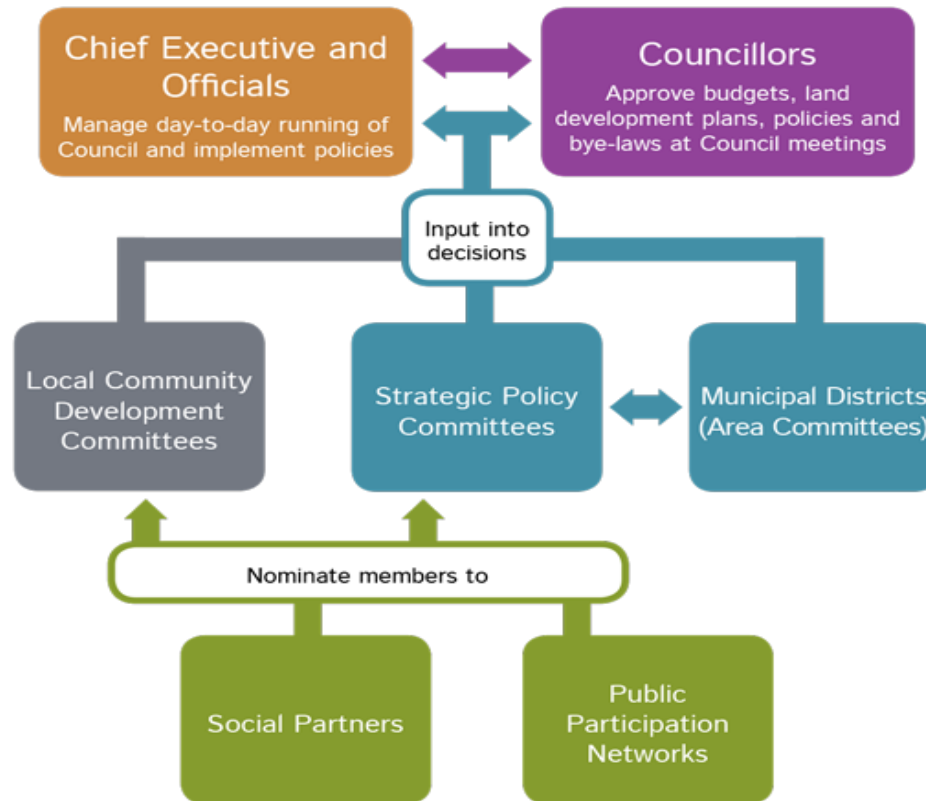 Chief Executive and
Officials
Manage day-to-day running of
Council and implement policies
Councillors
Approve budgets, land
development plans, policies and
bye-laws at Council meetings
Input into
decisions
Local Community
Development
Committees
Strategic Policy
Committees
Municipal Districts
(Area Committees)
Nominate members to
Social Partners
Public
Participation
Networks